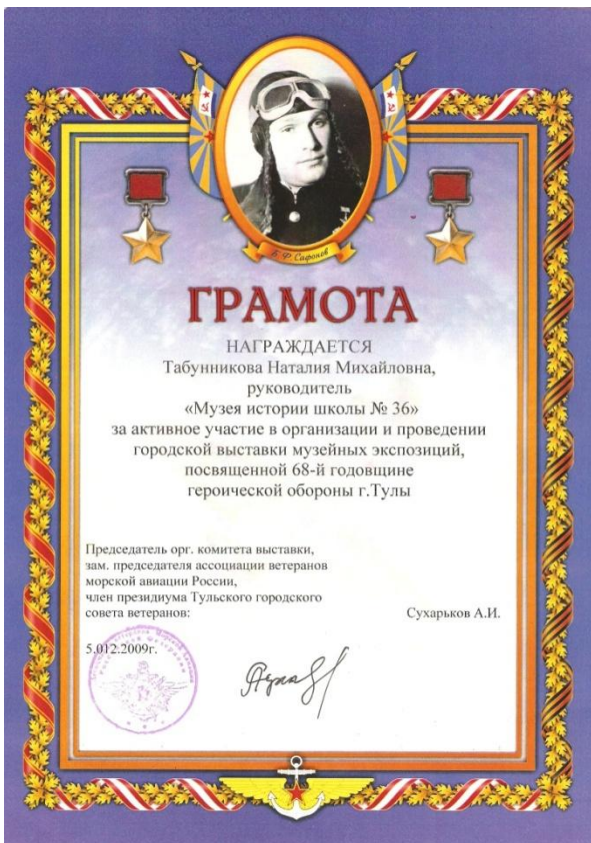 Б Ф Сафонов
ГРАМОТА
НАГРАЖДАЕТСЯ
Табунникова Наталия Михайловна,
руководитель
«Музея истории школы № 36»
за активное участие в организации и проведении
городской выставки музейных экспозиций,
посвященной 68-й годовщине
героической обороны г.Тулы
Председатель орг. комитета выставки,
зам. председателя ассоциации ветеранов
морской авиации России,
член президиума Тульского городского
совета ветеранов:
Сухарьков А.И.
5.012.2009г.